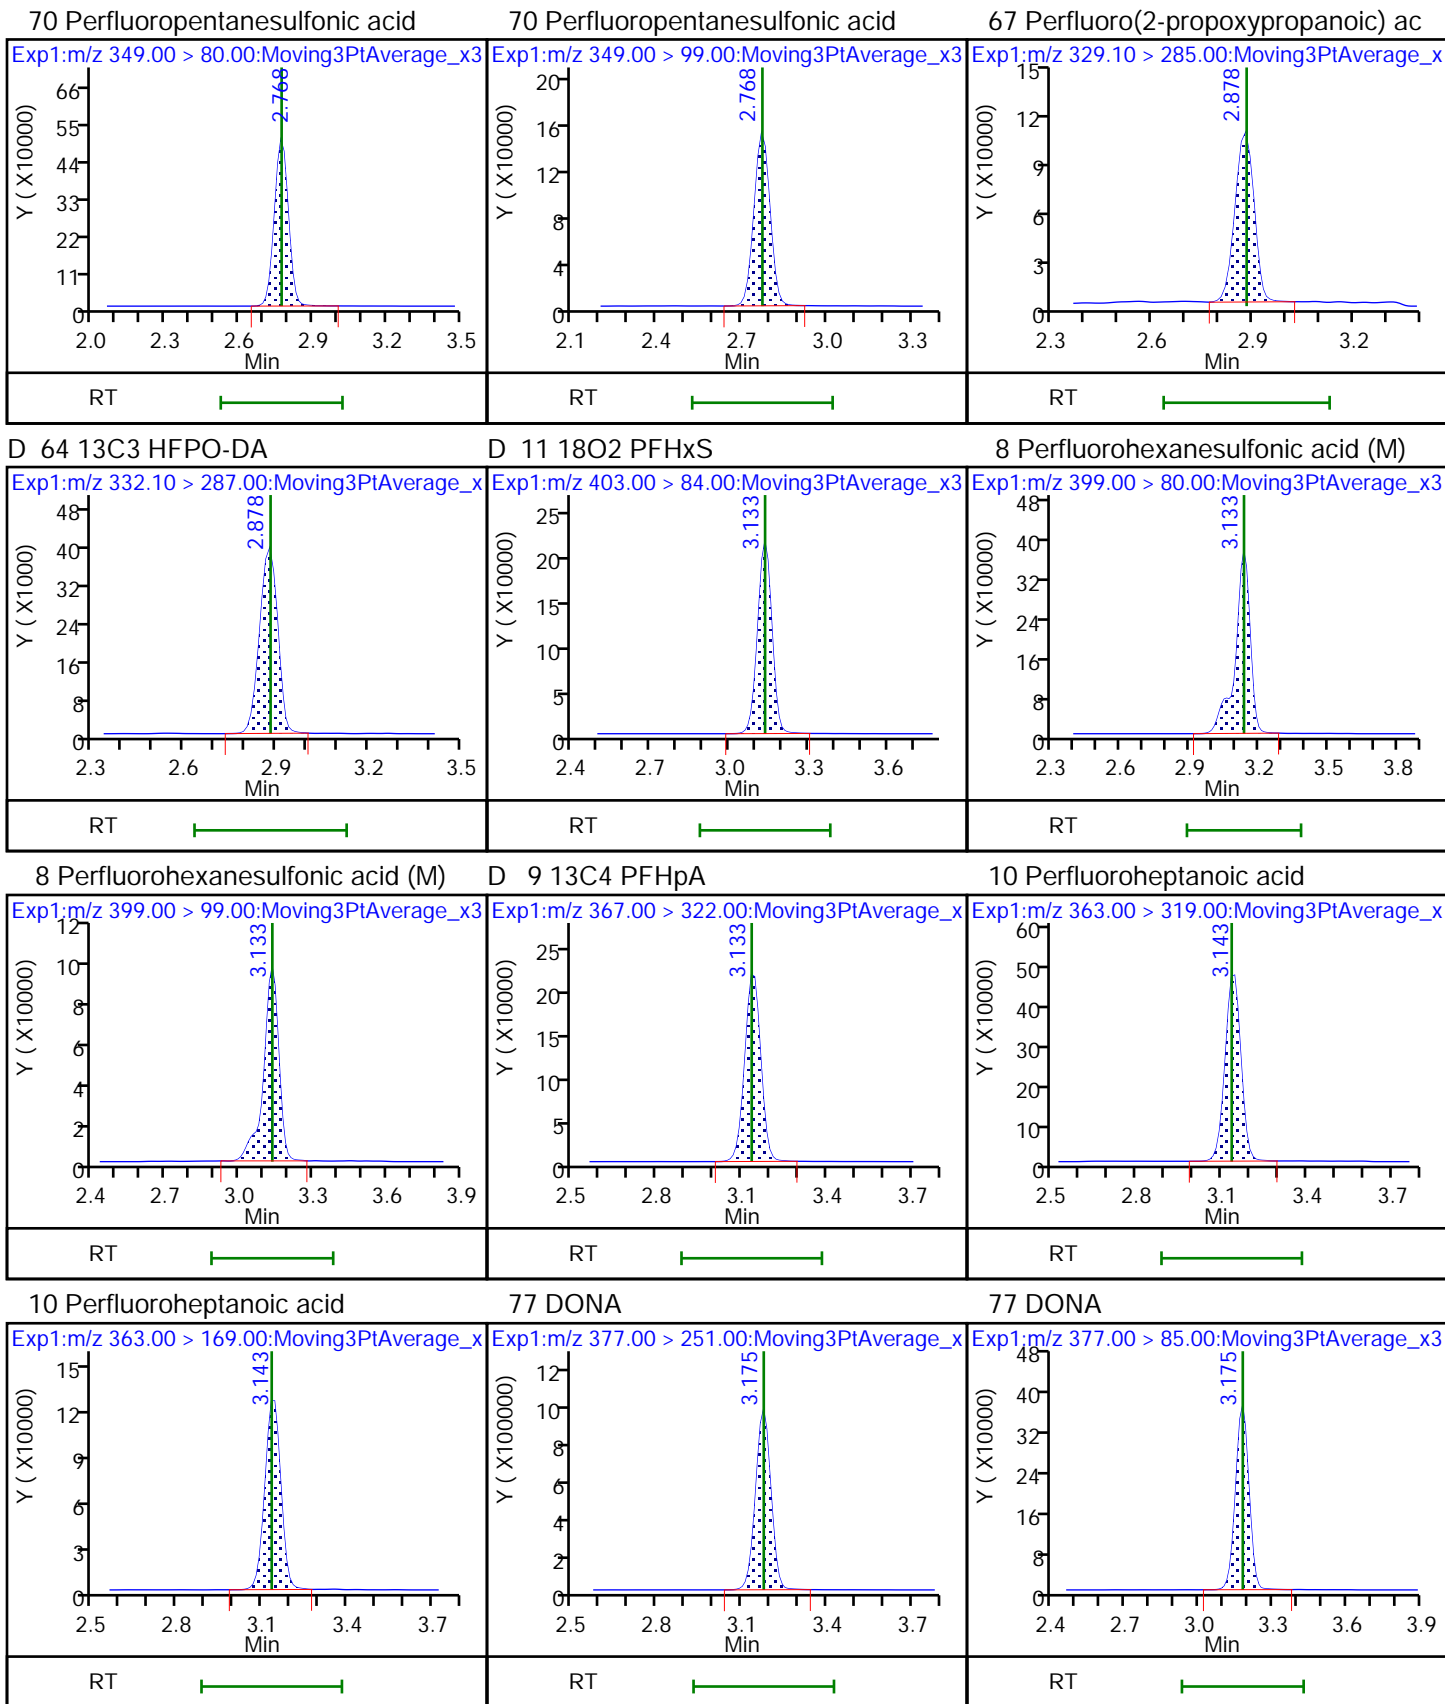 70 Perfluoropentanesulfonic acid
Exp1:m/z 349.00 > 80.00:Moving3PtAverage_x3
2.768
Y ( X10000)
66
55
44
33
22
11
0
2.0 2.3 2.6 2.9 3.2 3.5
Min
RT
70 Perfluoropentanesulfonic acid
Exp1:m/z 349.00 > 99.00:Moving3PtAverage_x3
2.768
Y ( X10000)
20
16
12
8
4
0
2.1 2.4 2.7 3.0 3.3
Min
RT
67 Perfluoro(2-propoxypropanoic) ac
Exp1:m/z 329.10 > 285.00:Moving3PtAverage_x
2.878
Y ( X10000)
15
12
9
6
3
0
2.3 2.6 2.9 3.2
Min
RT
D 64 13C3 HFPO-DA
Exp1:m/z 332.10 > 287.00:Moving3PtAverage_x
2.878
Y ( X1000)
48
40
32
24
16
8
0
2.3 2.6 2.9 3.2 3.5
Min
RT
D 11 18O2 PFHxS
Exp1:m/z 403.00 > 84.00:Moving3PtAverage_x3
3.133
Y ( X10000)
25
20
15
10
5
0
2.4 2.7 3.0 3.3 3.6
Min
RT
8 Perfluorohexanesulfonic acid (M)
Exp1:m/z 399.00 > 80.00:Moving3PtAverage_x3
3.133
Y ( X10000)
48
40
32
24
16
8
0
2.3 2.6 2.9 3.2 3.5 3.8
Min
RT
8 Perfluorohexanesulfonic acid (M)
Exp1:m/z 399.00 > 99.00:Moving3PtAverage_x3
3.133
Y ( X10000)
12
10
8
6
4
2
0
2.4 2.7 3.0 3.3 3.6 3.9
Min
RT
D 9 13C4 PFHpA
Exp1:m/z 367.00 > 322.00:Moving3PtAverage_x
3.133
Y ( X10000)
25
20
15
10
5
0
2.5 2.8 3.1 3.4 3.7
Min
RT
10 Perfluoroheptanoic acid
Exp1:m/z 363.00 > 319.00:Moving3PtAverage_x
3.143
Y ( X10000)
60
50
40
30
20
10
0
2.5 2.8 3.1 3.4 3.7
Min
RT
10 Perfluoroheptanoic acid
Exp1:m/z 363.00 > 169.00:Moving3PtAverage_x
3.143
Y ( X10000)
15
12
9
6
3
0
2.5 2.8 3.1 3.4 3.7
Min
RT
77 DONA
Exp1:m/z 377.00 > 251.00:Moving3PtAverage_x
3.175
Y ( X100000)
12
10
8
6
4
2
0
2.5 2.8 3.1 3.4 3.7
Min
RT
77 DONA
Exp1:m/z 377.00 > 85.00:Moving3PtAverage_x3
3.175
Y ( X10000)
48
40
32
24
16
8
0
2.4 2.7 3.0 3.3 3.6 3.9
Min
RT